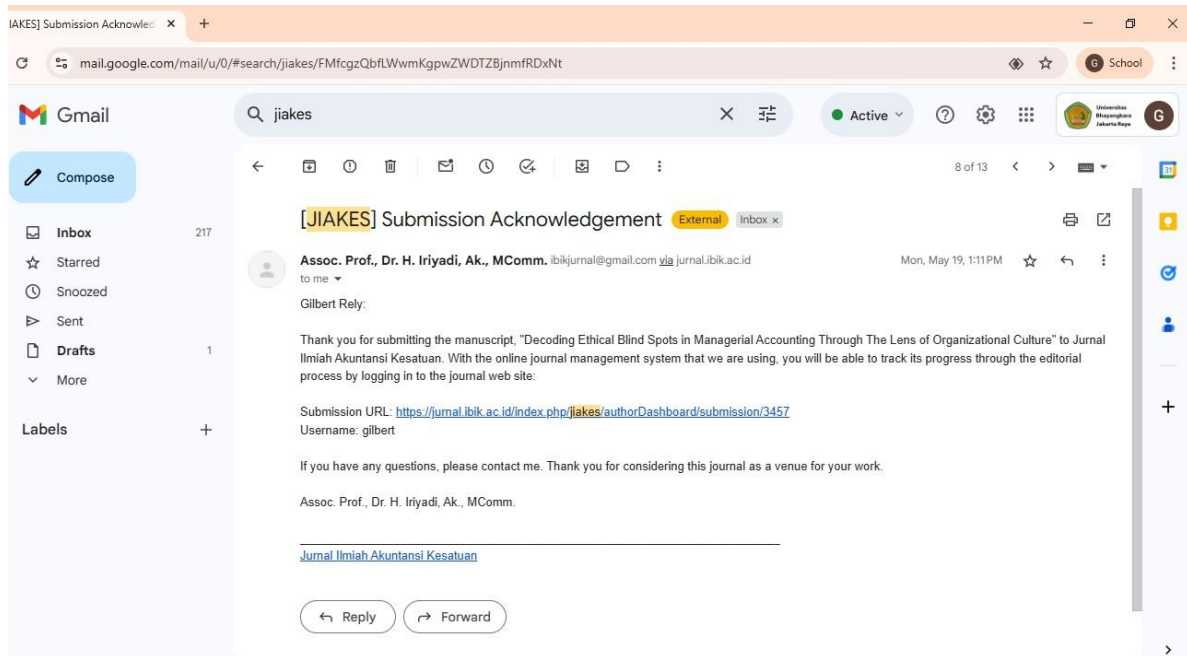 IAKES] Submission Acknowled
mail.google.com/mail/u/0/#search/jiakes/FMfcgzQbfLWwmKgpwZWDTZBjnmfRDxNt
G School
Gmail
jiakes
Active
Universitas
Bhayangkara
Jakarta Raya
G
Compose
8 of 13
31
[JIAKES] Submission Acknowledgement External Inbox x
Inbox 217
Starred
Snoozed
Sent
Drafts 1
More
Labels
Assoc. Prof., Dr. H. Iriyadi, Ak., MComm. ibikjurnal@gmail.com via jurnal.ibik.ac.id Mon, May 19, 1:11 PM
to me
Gilbert Rely:
Thank you for submitting the manuscript, "Decoding Ethical Blind Spots in Managerial Accounting Through The Lens of Organizational Culture" to Jurnal
Ilmiah Akuntansi Kesatuan. With the online journal management system that we are using, you will be able to track its progress through the editorial
process by logging in to the journal web site:
Submission URL: https://jurnal.ibik.ac.id/index.php/jiakes/authorDashboard/submission/3457
Username: gilbert
If you have any questions, please contact me. Thank you for considering this journal as a venue for your work.
Assoc. Prof., Dr. H. Iriyadi, Ak., MComm.
Jurnal Ilmiah Akuntansi Kesatuan
Reply
Forward